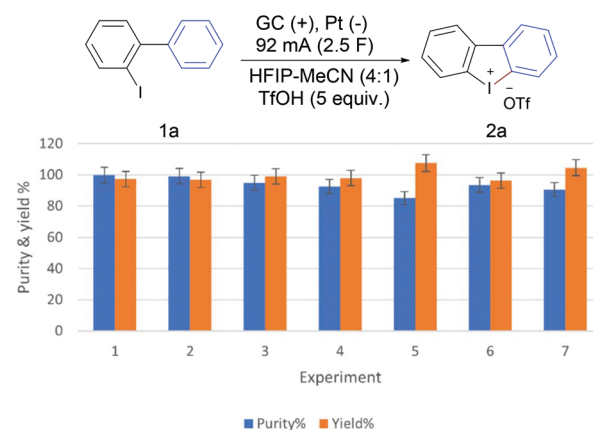 GC (+), Pt (-)
92 mA (2.5 F)
HFIP-MeCN (4:1)
TfOH (5 equiv.)
I
I
+
−
OTf
1a
2a
120
100
80
60
40
20
0
Purity & yield %
1 2 3 4 5 6 7
Experiment
Purity% Yield%